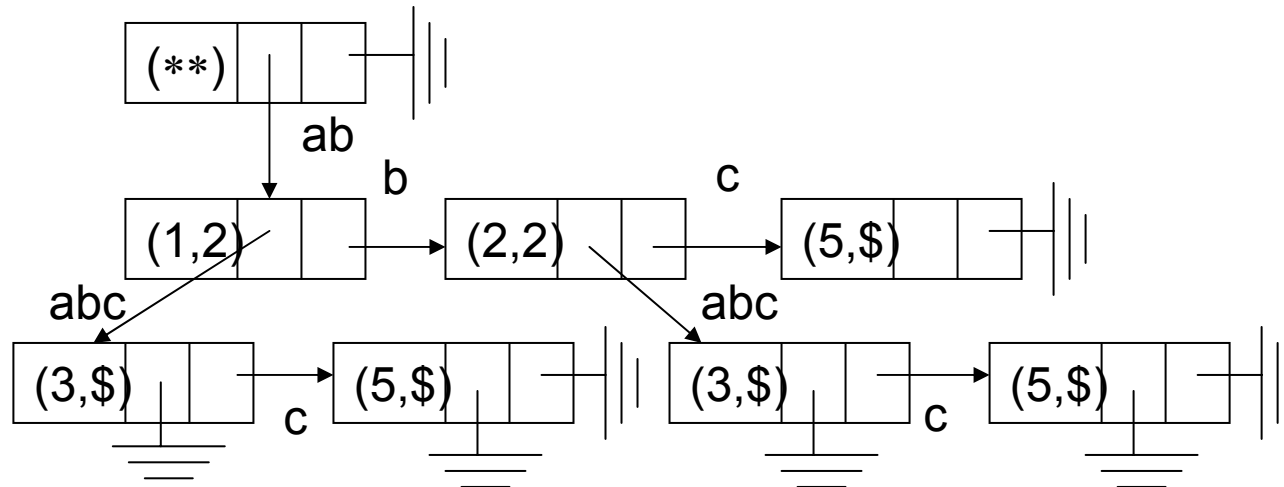 (**)
ab
b
c
(1,2)
(2,2)
(5,$)
abc
abc
(3,$)
(5,$)
(3,$)
(5,$)
c
c